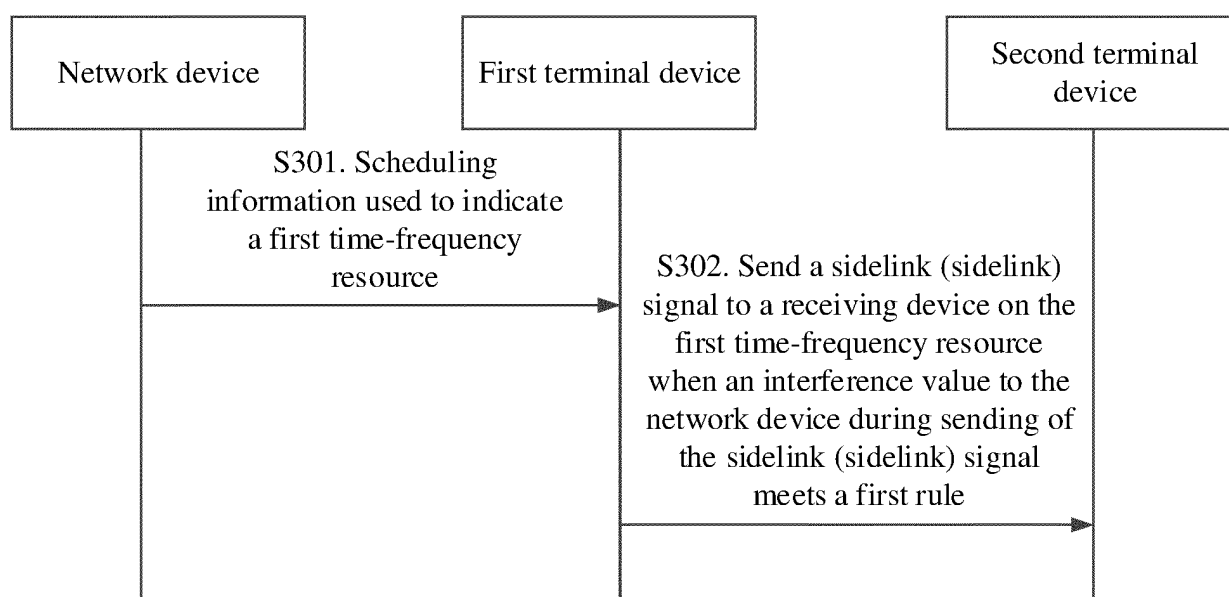 Network device
First terminal device
Second terminal
device
S301. Scheduling
information used to indicate
a first time-frequency
resource
S302. Send a sidelink (sidelink)
signal to a receiving device on the
first time-frequency resource
when an interference value to the
network device during sending of
the sidelink (sidelink) signal
meets a first rule